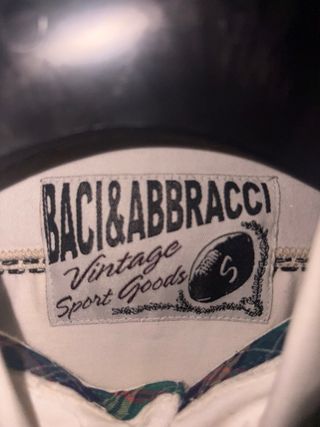 BACI&ABBRACCI
Vintage
Sport Goods
S